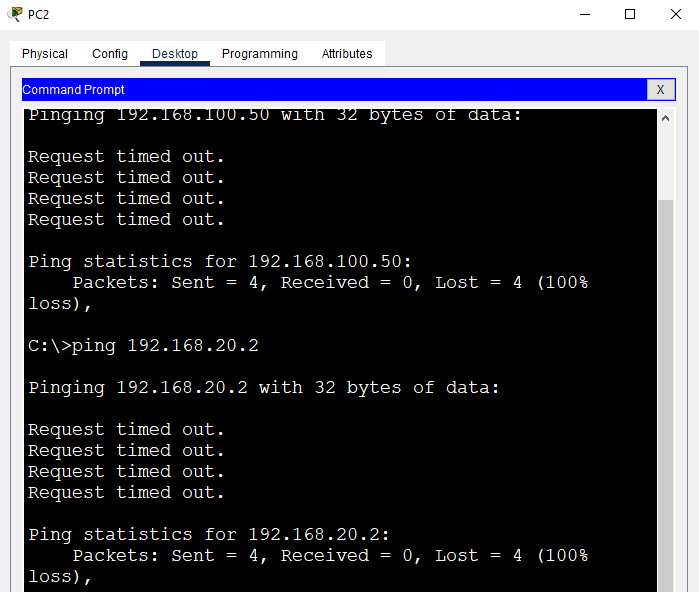 PC2
Physical Config Desktop Programming Attributes
Command Prompt X
Pinging 192.168.100.50 with 32 bytes of data:
Request timed out.
Request timed out.
Request timed out.
Request timed out.
Ping statistics for 192.168.100.50:
Packets: Sent = 4, Received = 0, Lost = 4 (100%
loss),
C:\>ping 192.168.20.2
Pinging 192.168.20.2 with 32 bytes of data:
Request timed out.
Request timed out.
Request timed out.
Request timed out.
Ping statistics for 192.168.20.2:
Packets: Sent = 4, Received = 0, Lost = 4 (100%
loss),